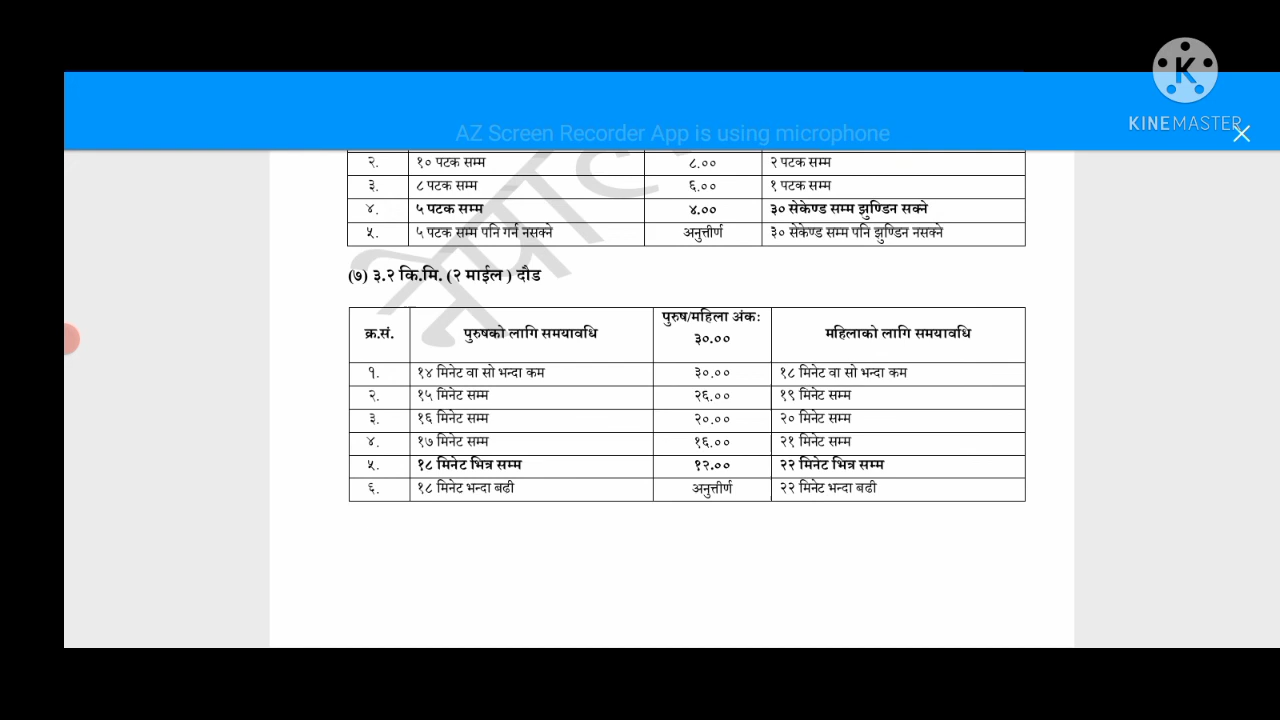 KINEMASTER
AZ Screen Recorder App is using microphone
२. १० पटक सम्म ८.०० २ पटक सम्म
३. ८ पटक सम्म ६.०० १ पटक सम्म
४. ५ पटक सम्म ४.०० ३० सेकेण्ड सम्म झुण्डिन सक्ने
५. ५ पटक सम्म पनि गर्न नसक्ने अनुत्तीर्ण ३० सेकेण्ड सम्म पनि झुण्डिन नसक्ने
(७) ३.२ कि.मि. (२ माईल ) दौड
क्र.सं. पुरुषको लागि समयावधि पुरुष/महिला अंकः ३०.०० महिलाको लागि समयावधि
१. १४ मिनेट वा सो भन्दा कम ३०.०० १८ मिनेट वा सो भन्दा कम
२. १५ मिनेट सम्म २६.०० १९ मिनेट सम्म
३. १६ मिनेट सम्म २०.०० २० मिनेट सम्म
४. १७ मिनेट सम्म १६.०० २१ मिनेट सम्म
५. १८ मिनेट भित्र सम्म १२.०० २२ मिनेट भित्र सम्म
६. १८ मिनेट भन्दा बढी अनुत्तीर्ण २२ मिनेट भन्दा बढी